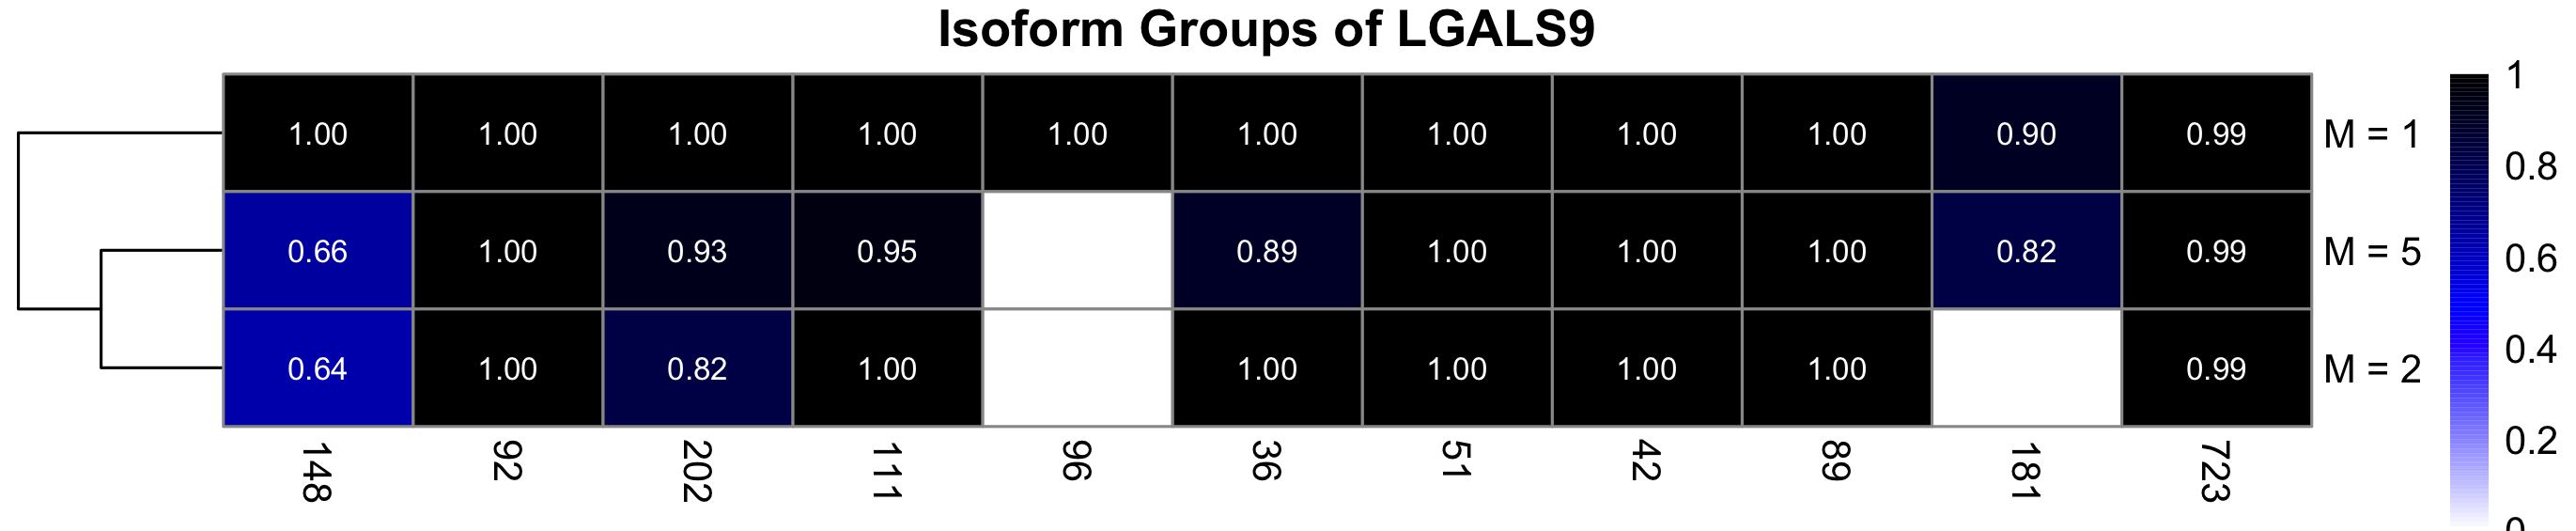 Isoform Groups of LGALS9
1.00 1.00 1.00 1.00 1.00 1.00 1.00 1.00 1.00 0.90 0.99 M = 1
0.66 1.00 0.93 0.95 0.89 1.00 1.00 1.00 0.82 0.99 M = 5
0.64 1.00 0.82 1.00 1.00 1.00 1.00 1.00 0.99 M = 2
148 92 202 111 96 36 51 42 89 181 723
1
0.8
0.6
0.4
0.2
0